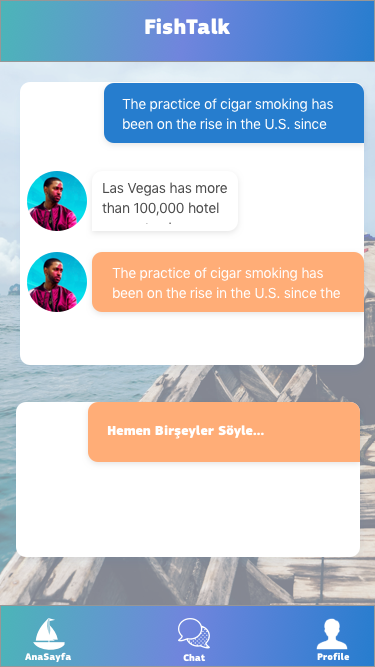 FishTalk
The practice of cigar smoking has
been on the rise in the U.S. since
Las Vegas has more
than 100,000 hotel
The practice of cigar smoking has
been on the rise in the U.S. since the
Hemen Birşeyler Söyle...
AnaSayfa
Chat
Profile